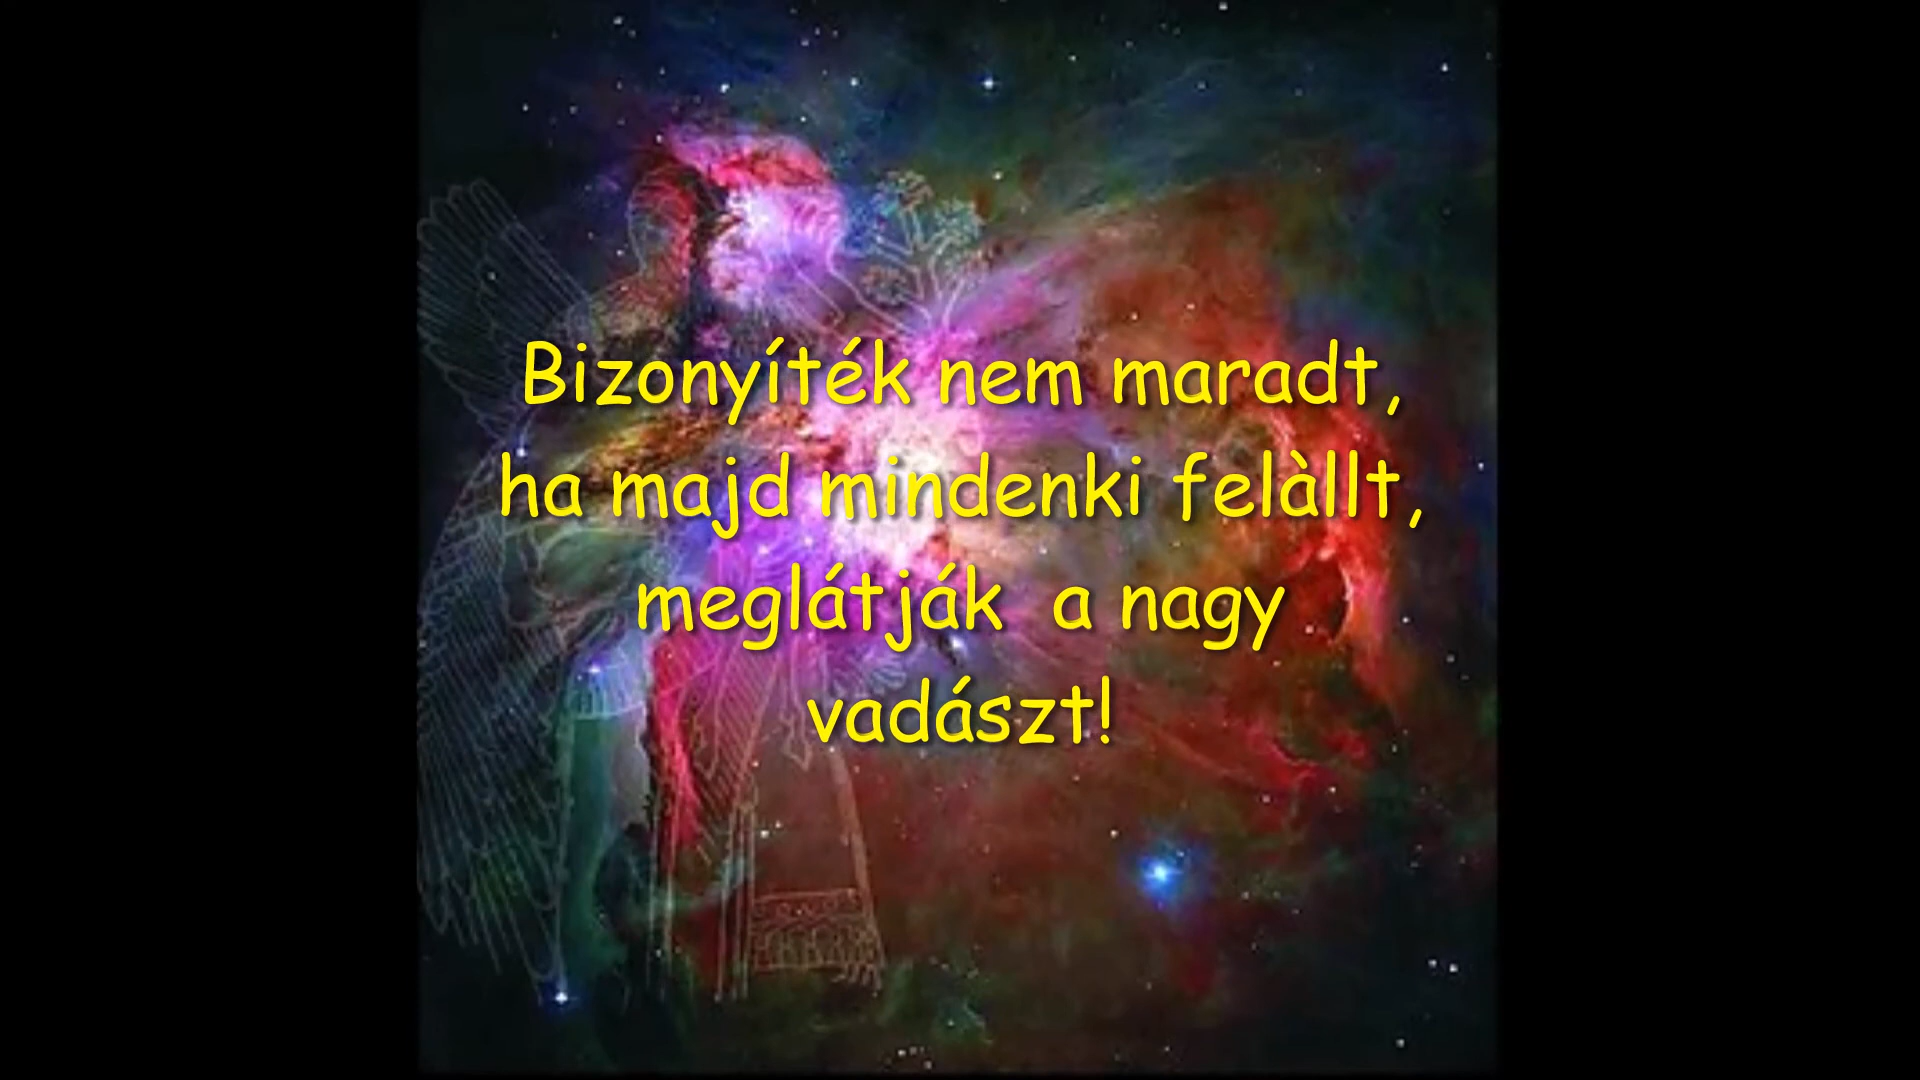 Bizonyíték nem maradt,
ha majd mindenki felàllt,
meglátják a nagy
vadászt!